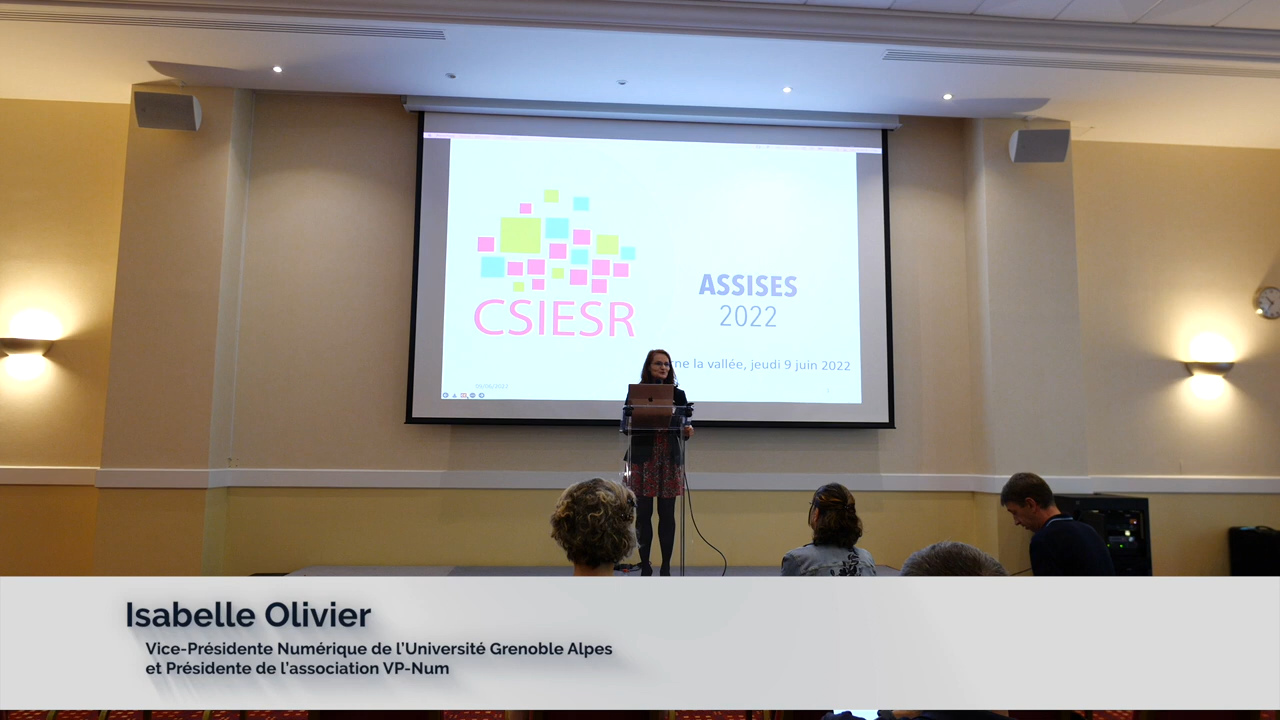 CSIESR
ASSISES
2022
rne la vallée, jeudi 9 juin 2022
Isabelle Olivier
Vice-Présidente Numérique de l'Université Grenoble Alpes
et Présidente de l'association VP-Num